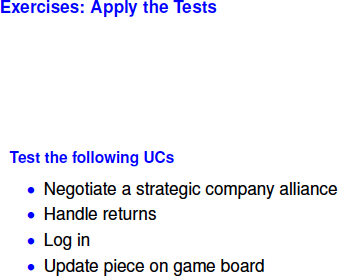 Exercises: Apply the Tests
Test the following UCs
• Negotiate a strategic company alliance
• Handle returns
• Log in
• Update piece on game board